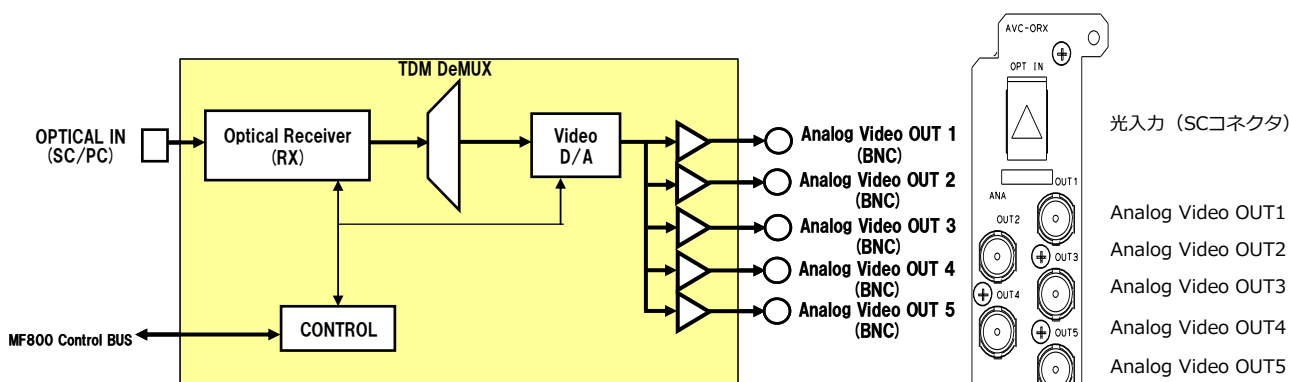 TDM DeMUX
OPTICAL IN
(SC/PC)
Optical Receiver
(RX)
Video
D/A
Analog Video OUT 1
(BNC)
Analog Video OUT 2
(BNC)
Analog Video OUT 3
(BNC)
Analog Video OUT 4
(BNC)
Analog Video OUT 5
(BNC)
CONTROL
MF800 Control BUS
AVC-ORX
OPT IN
OUT1
ANA
OUT2
OUT3
OUT4
OUT5
光入力（SCコネクタ）
Analog Video OUT1
Analog Video OUT2
Analog Video OUT3
Analog Video OUT4
Analog Video OUT5